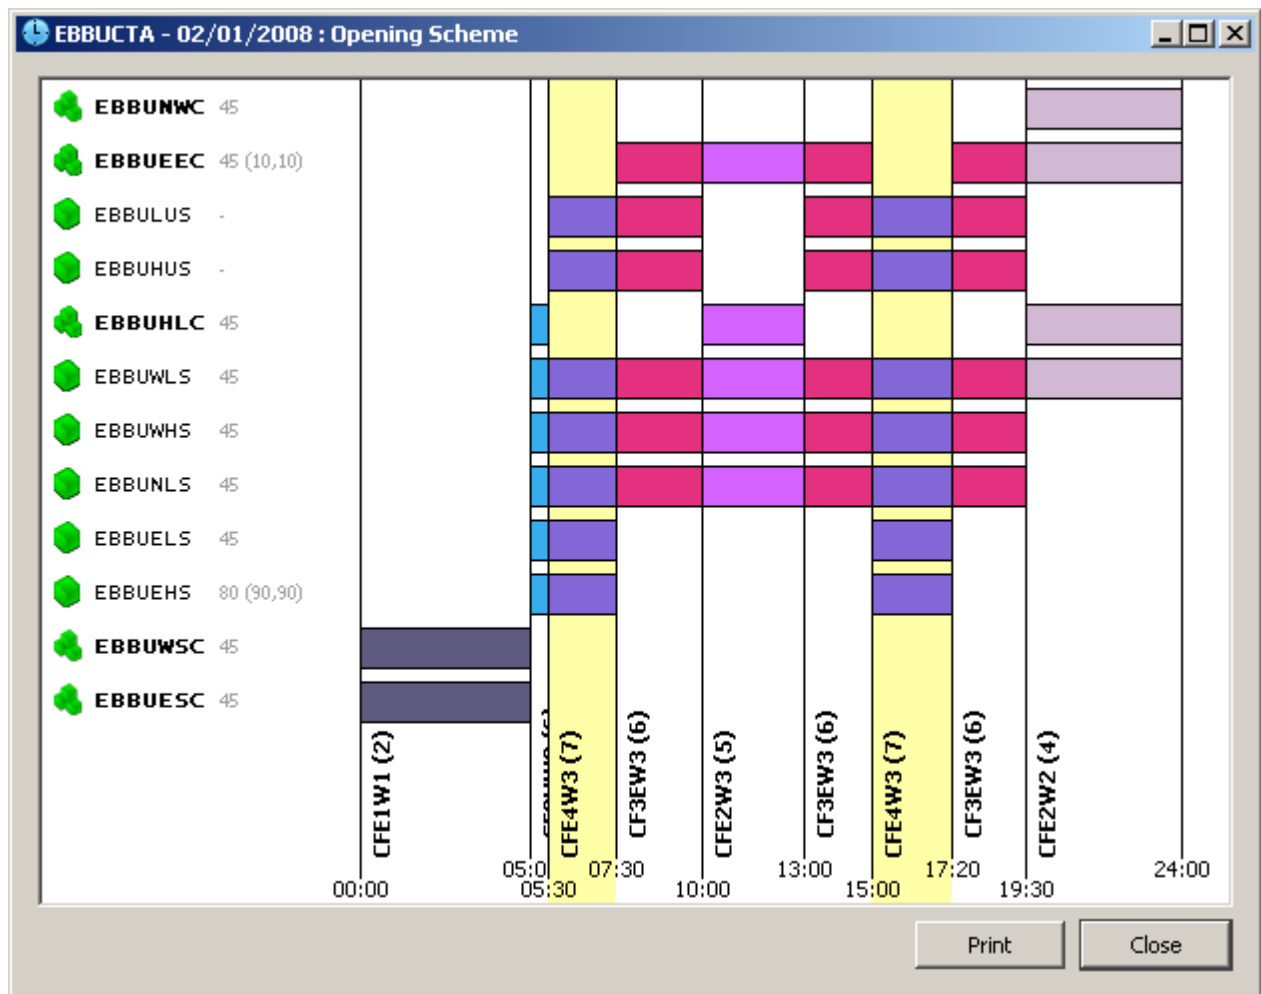 EBBUCTA - 02/01/2008 : Opening Scheme
EBBUNWC 45
EBBUEEC 45 (10,10)
EBBULUS -
EBBUHUS -
EBBUHLC 45
EBBUWLS 45
EBBUWHS 45
EBBUNLS 45
EBBUELS 45
EBBUEHS 80 (90,90)
EBBUWSC 45
EBBUESC 45
CFE1W1 (2)
CFE4W3 (7)
CF3EW3 (6)
CFE2W3 (5)
CF3EW3 (6)
CFE4W3 (7)
CF3EW3 (6)
CFE2W2 (4)
05:0 07:30 13:00 17:20 24:00
00:00 05:30 10:00 15:00 19:30
Print Close